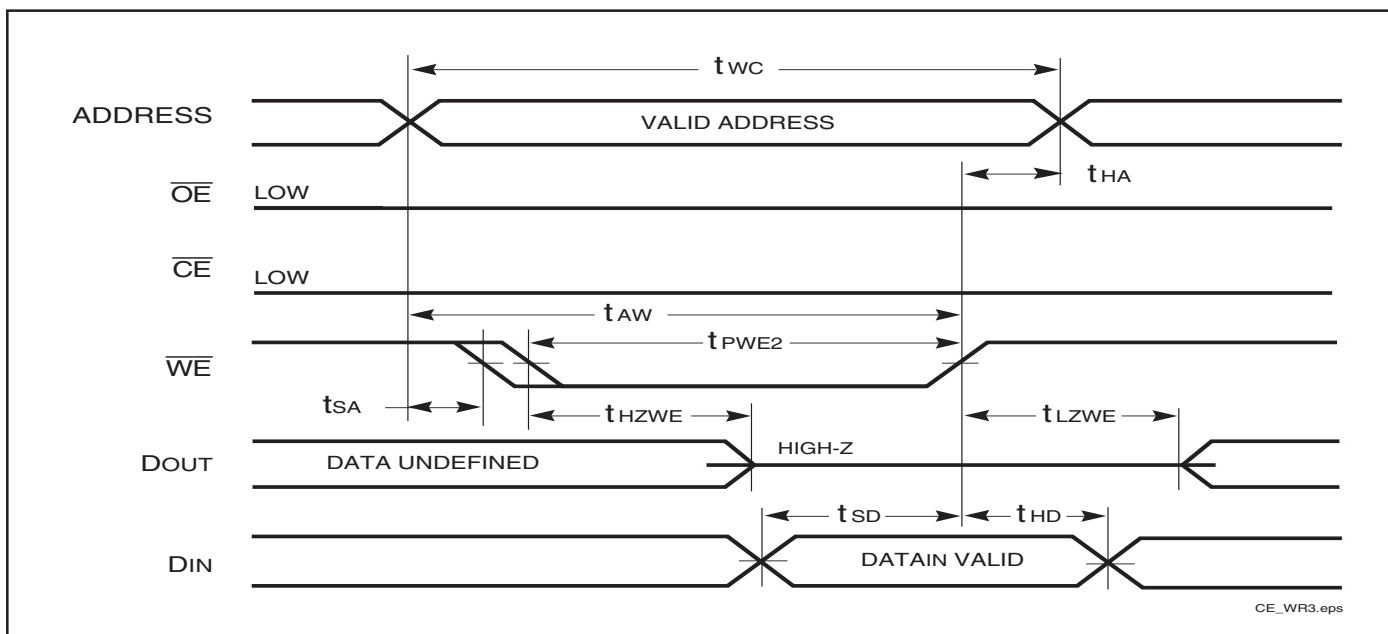 tWC
ADDRESS
VALID ADDRESS
tHA
OE LOW
CE LOW
tAW
WE
tPWE2
tSA
tHZWE
tLZWE
DOUT
DATA UNDEFINED
HIGH-Z
tSD
tHD
DIN
DATAIN VALID
CE_WR3.eps